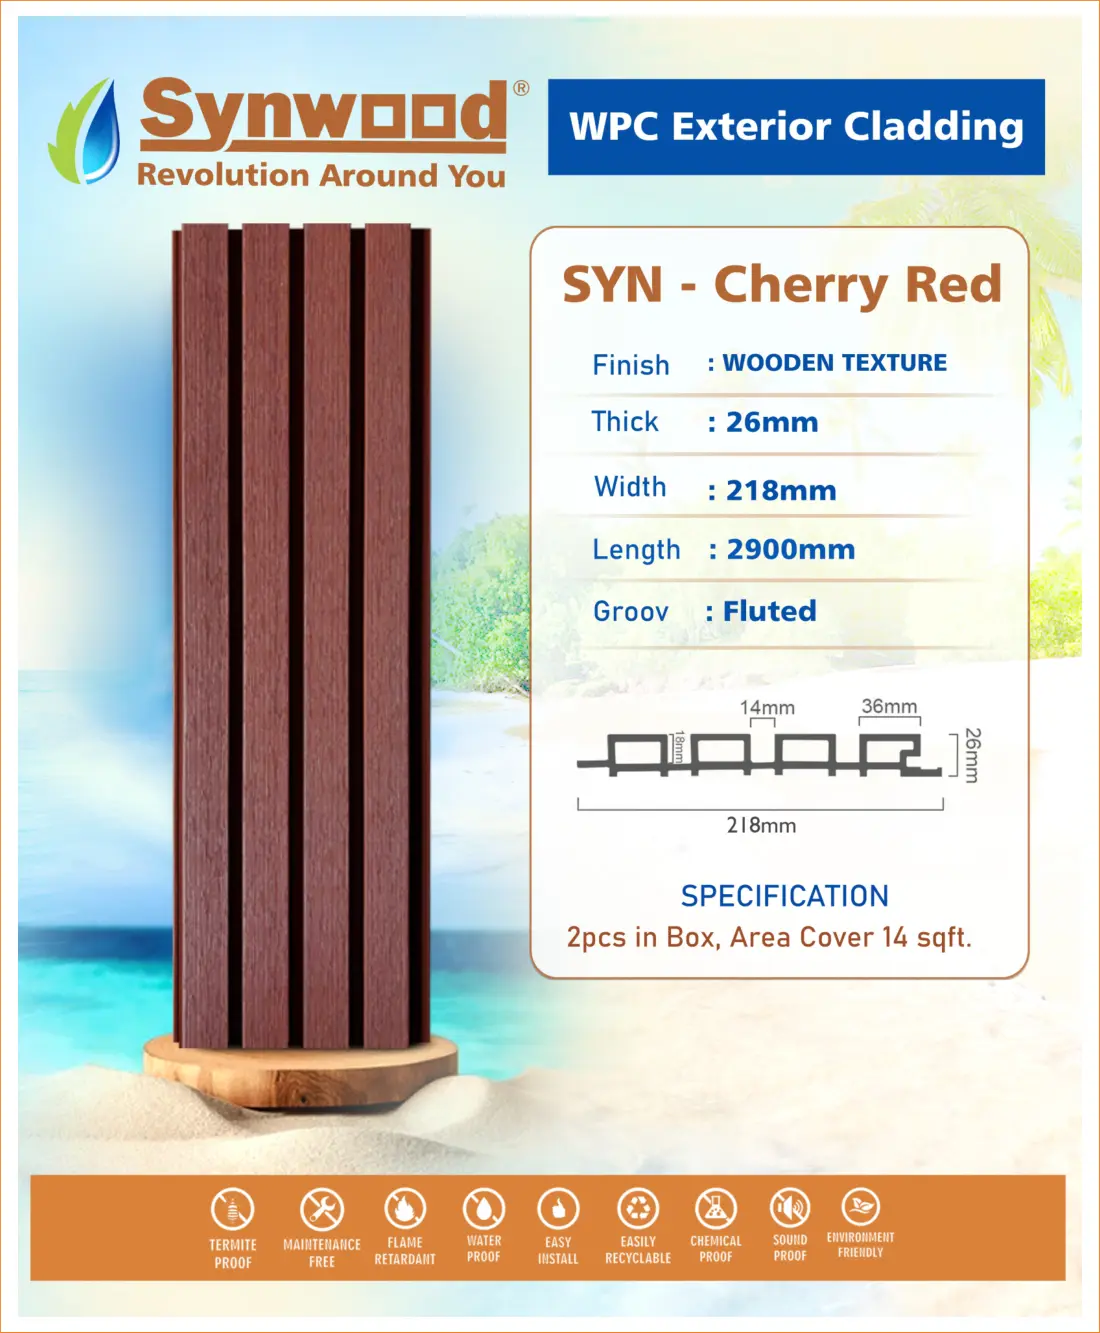 Synwood®
Revolution Around You
WPC Exterior Cladding
SYN - Cherry Red
Finish : WOODEN TEXTURE
Thick : 26mm
Width : 218mm
Length : 2900mm
Groov : Fluted
14mm
36mm
18mm
26mm
218mm
SPECIFICATION
2pcs in Box, Area Cover 14 sqft.
TERMITE
PROOF
MAINTENANCE
FREE
FLAME
RETARDANT
WATER
PROOF
EASY
INSTALL
EASILY
RECYCLABLE
CHEMICAL
PROOF
SOUND
PROOF
ENVIRONMENT
FRIENDLY